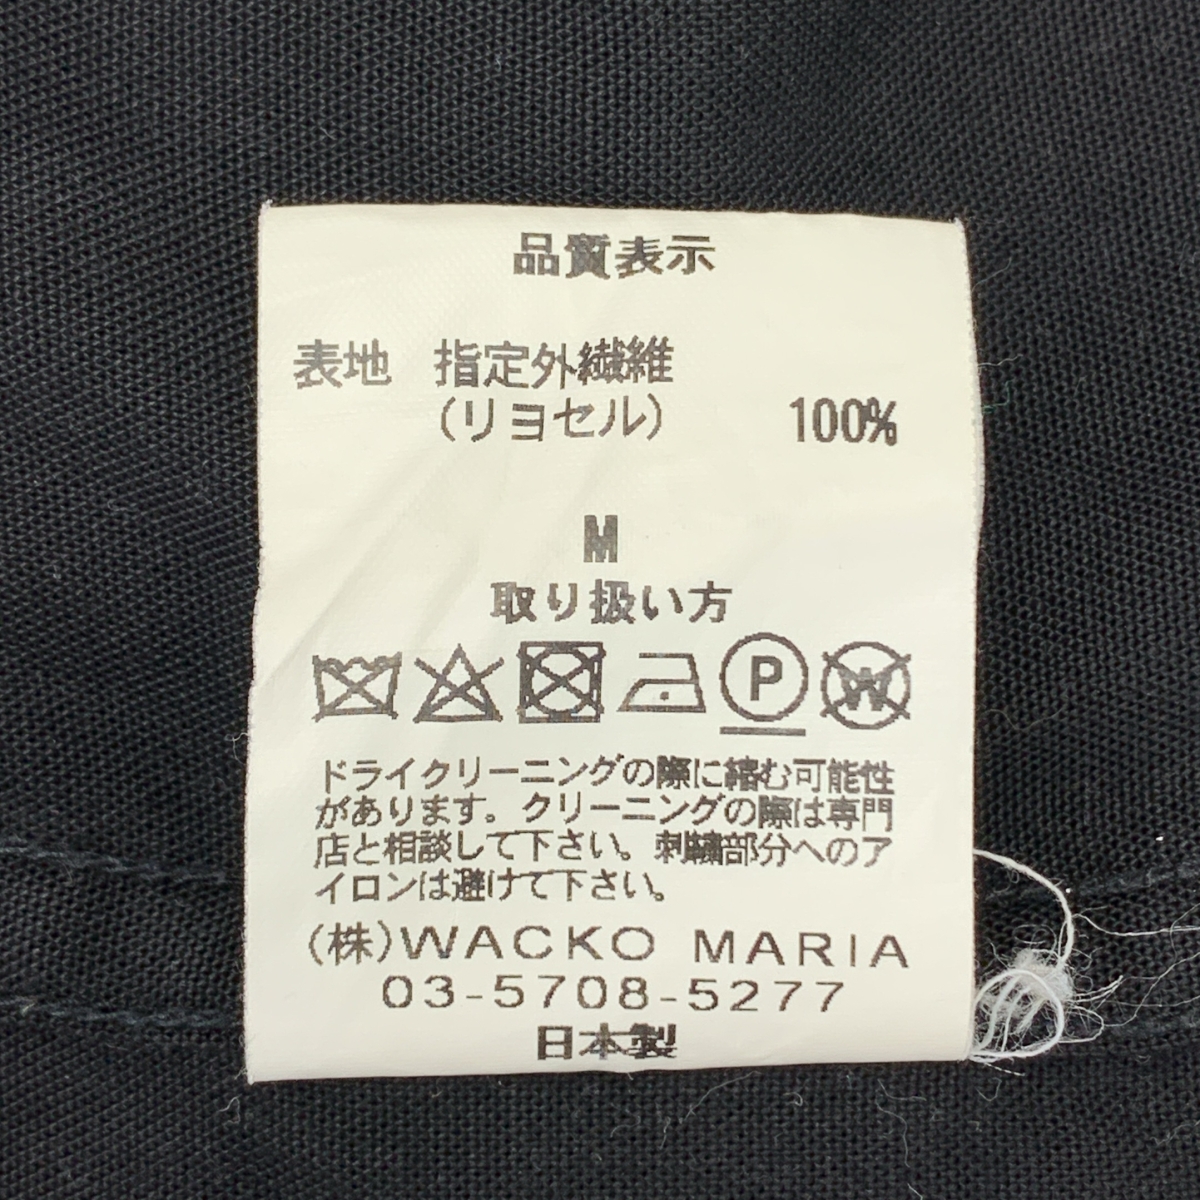 品質表示
表地 指定外繊維
(リヨセル) 100%
M
取り扱い方
P W
ドライクリーニングの際に縮む可能性
があります。クリーニングの際は専門
店と相談して下さい。刺繍部分へのア
イロンは避けて下さい。
(株)WACKO MARIA
03-5708-5277
日本製